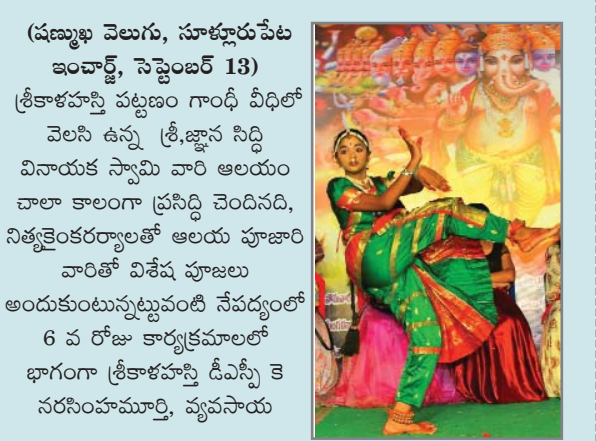 (షణ్ముఖ వెలుగు, సూళ్లూరుపేట
ఇంచార్జ్, సెప్టెంబర్ 13)
శ్రీకాళహస్తి పట్టణం గాంధీ వీధిలో
వెలసి ఉన్న శ్రీ,జ్ఞాన సిద్ధి
వినాయక స్వామి వారి ఆలయం
చాలా కాలంగా ప్రసిద్ధి చెందినది,
నిత్యకైంకరర్యాలతో ఆలయ పూజారి
వారితో విశేష పూజలు
అందుకుంటున్నట్టువంటి నేపద్యంలో
6 వ రోజు కార్యక్రమాలలో
భాగంగా శ్రీకాళహస్తి డీఎస్పీ కె
నరసింహమూర్తి, వ్యవసాయ